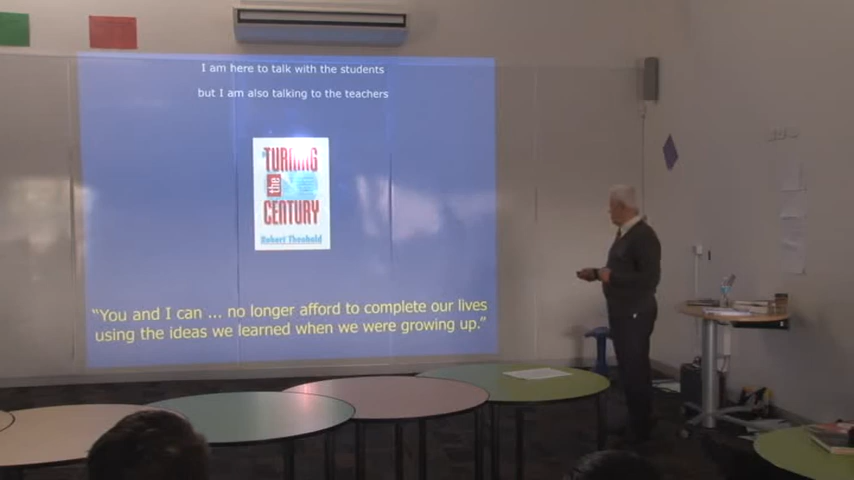 I am here to talk with the students
but I am also talking to the teachers
TURNING
the
CENTURY
Robert Theobald
"You and I can ... no longer afford to complete our lives
using the ideas we learned when we were growing up."